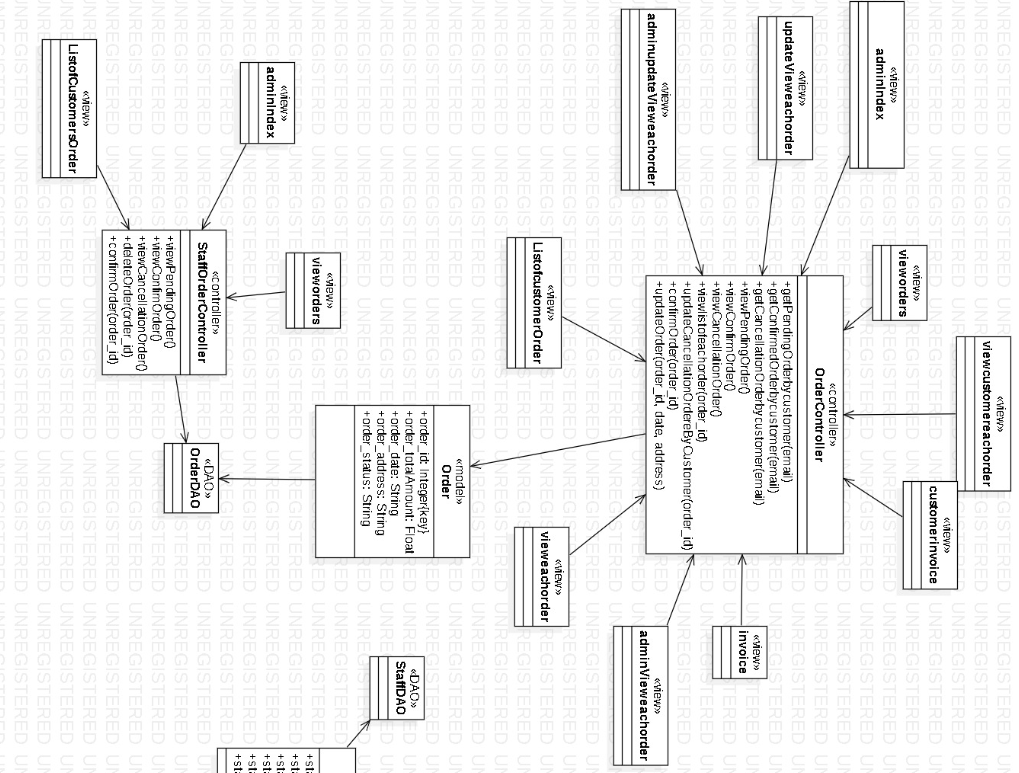 «view»
ListofCustomersOrder
«view»
adminIndex
«view»
vieworders
«controller»
StaffOrderController
+viewPendingOrder()
+viewConfirmOrder()
+viewCancellationOrder()
+deleteOrder(order_id)
+confirmOrder(order_id)
«DAO»
OrderDAO
«model»
Order
+order_id: Integer{key}
+order_totalAmount: Float
+order_date: String
+order_address: String
+order_status: String
«view»
adminupdateVieweachorder
«view»
updateVieweachorder
«view»
adminIndex
«view»
vieworders
«view»
viewcustomereachorder
«view»
customerinvoice
«view»
ListofcustomerOrder
«controller»
OrderController
+getPendingOrderbycustomer(email)
+getConfirmedOrderbycustomer(email)
+getCancellationOrderbycustomer(email)
+viewPendingOrder()
+viewConfirmOrder()
+viewCancellationOrder()
+viewlistofeachorder(order_id)
+updateCancellationOrdereByCustomer(order_id)
+confirmOrder(order_id)
+updateOrder(order_id, date, address)
«view»
vieweachorder
«view»
adminVieweachorder
«view»
invoice
«DAO»
StaffDAO
UNREGISTERED